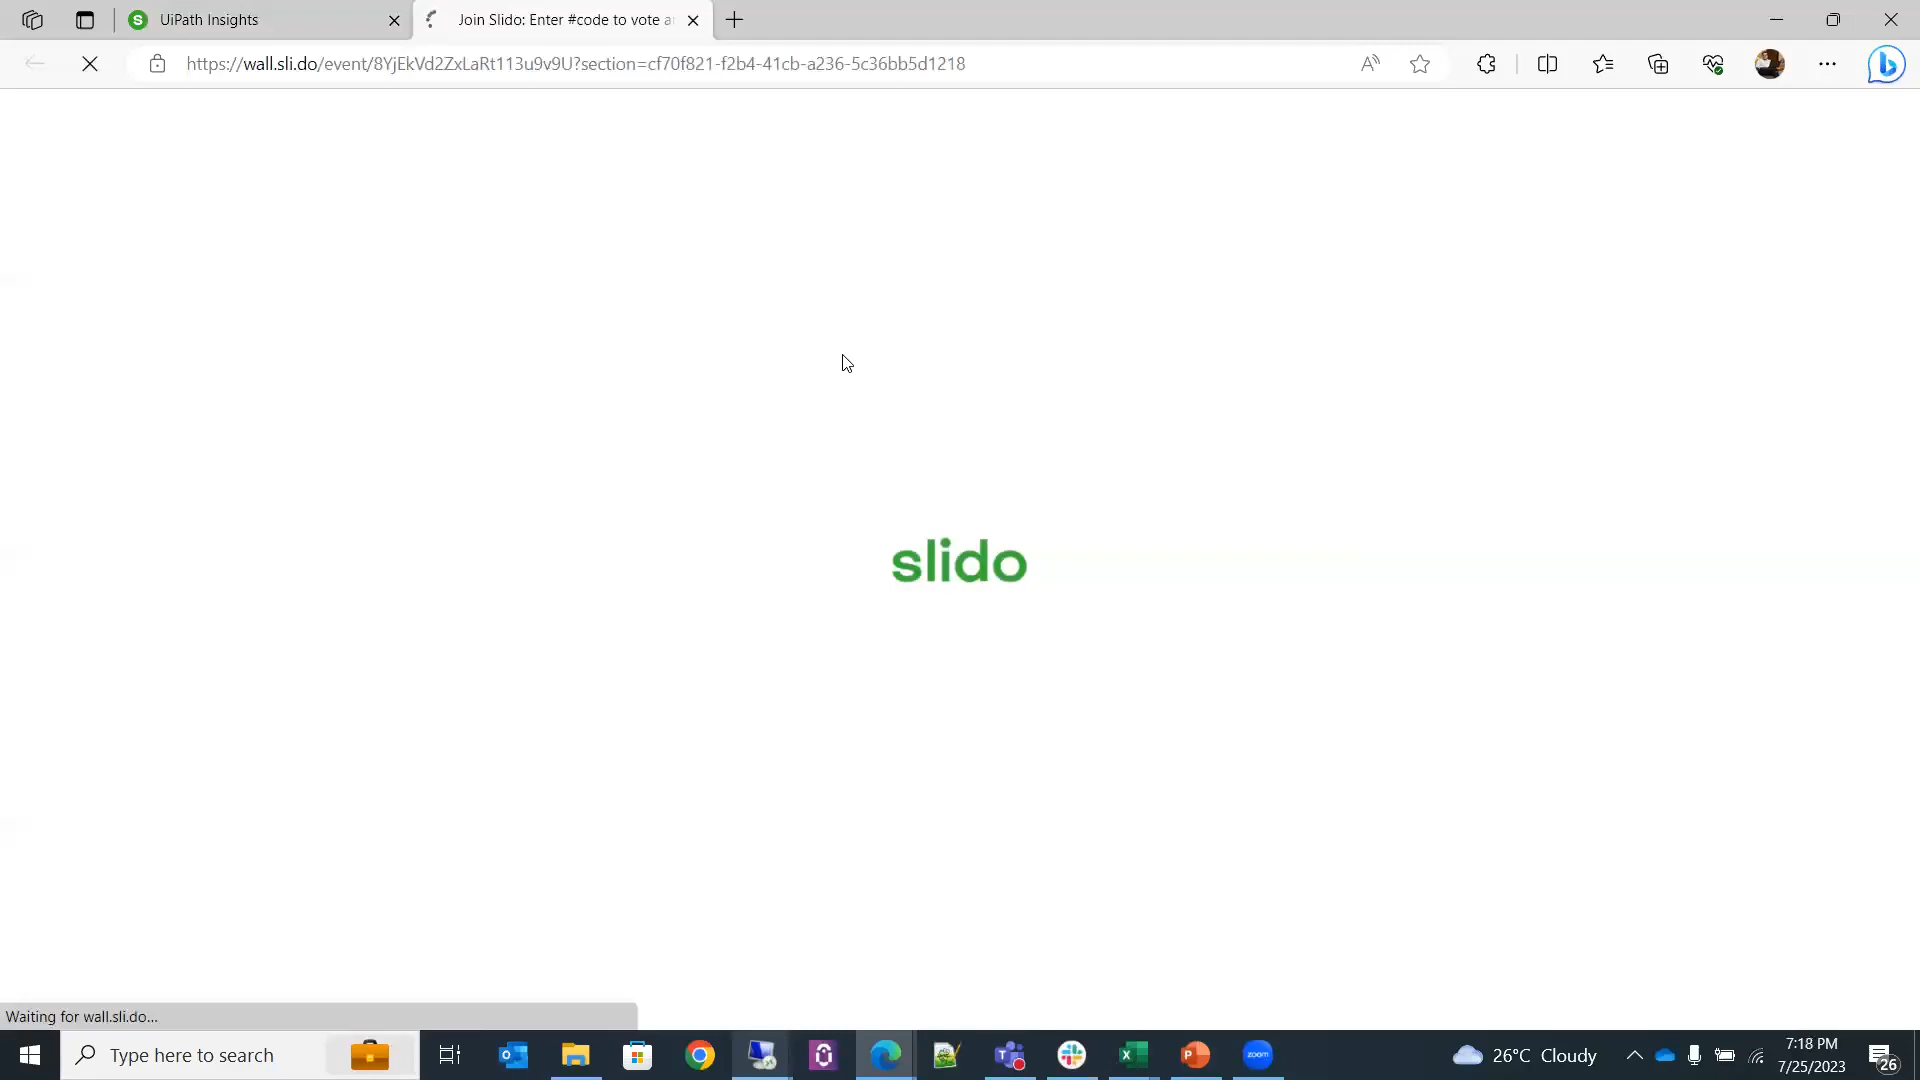 UiPath Insights
Join Slido: Enter #code to vote a
https://wall.sli.do/event/8YjEkVd2ZxLaRt113u9v9U?section=cf70f821-f2b4-41cb-a236-5c36bb5d1218
slido
Waiting for wall.sli.do...
Type here to search
zoom
26°C Cloudy
7:18 PM
7/25/2023
26